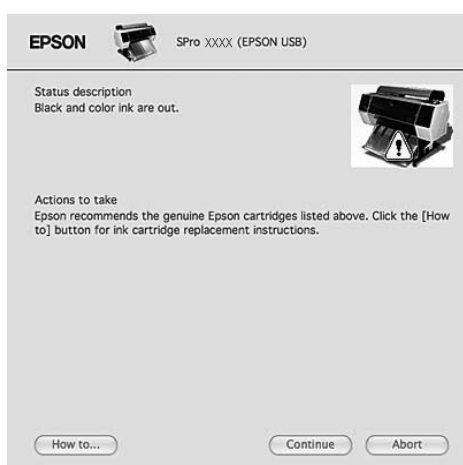 EPSON SPro XXXX (EPSON USB)
Status description
Black and color ink are out.
Actions to take
Epson recommends the genuine Epson cartridges listed above. Click the [How
to] button for ink cartridge replacement instructions.
How to... Continue Abort